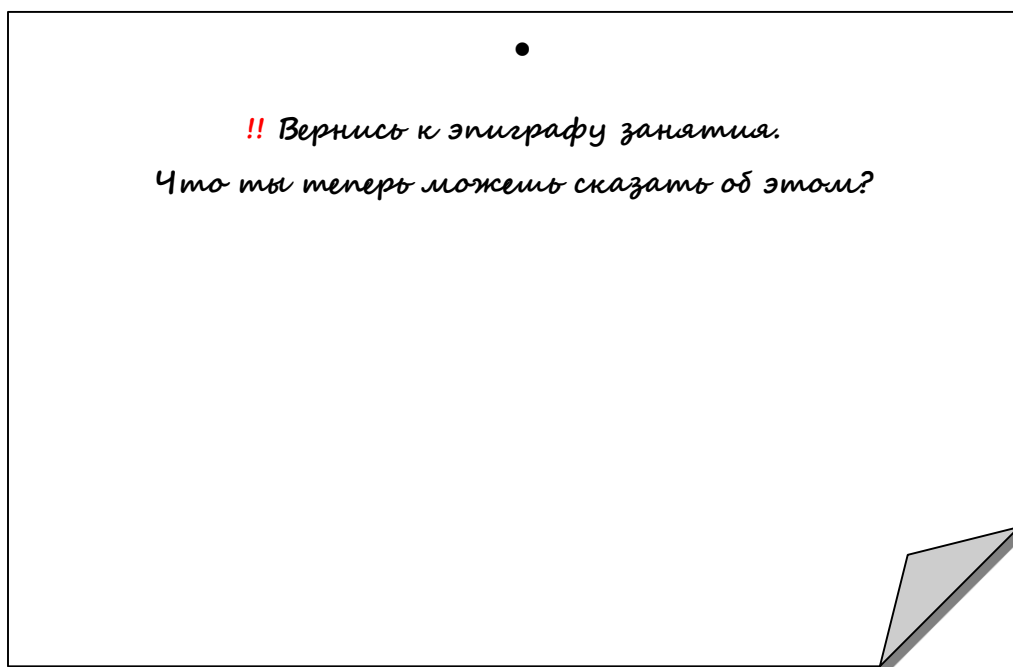 !! Вернись к эпиграфу занятия.
Что ты теперь можешь сказать об этом?